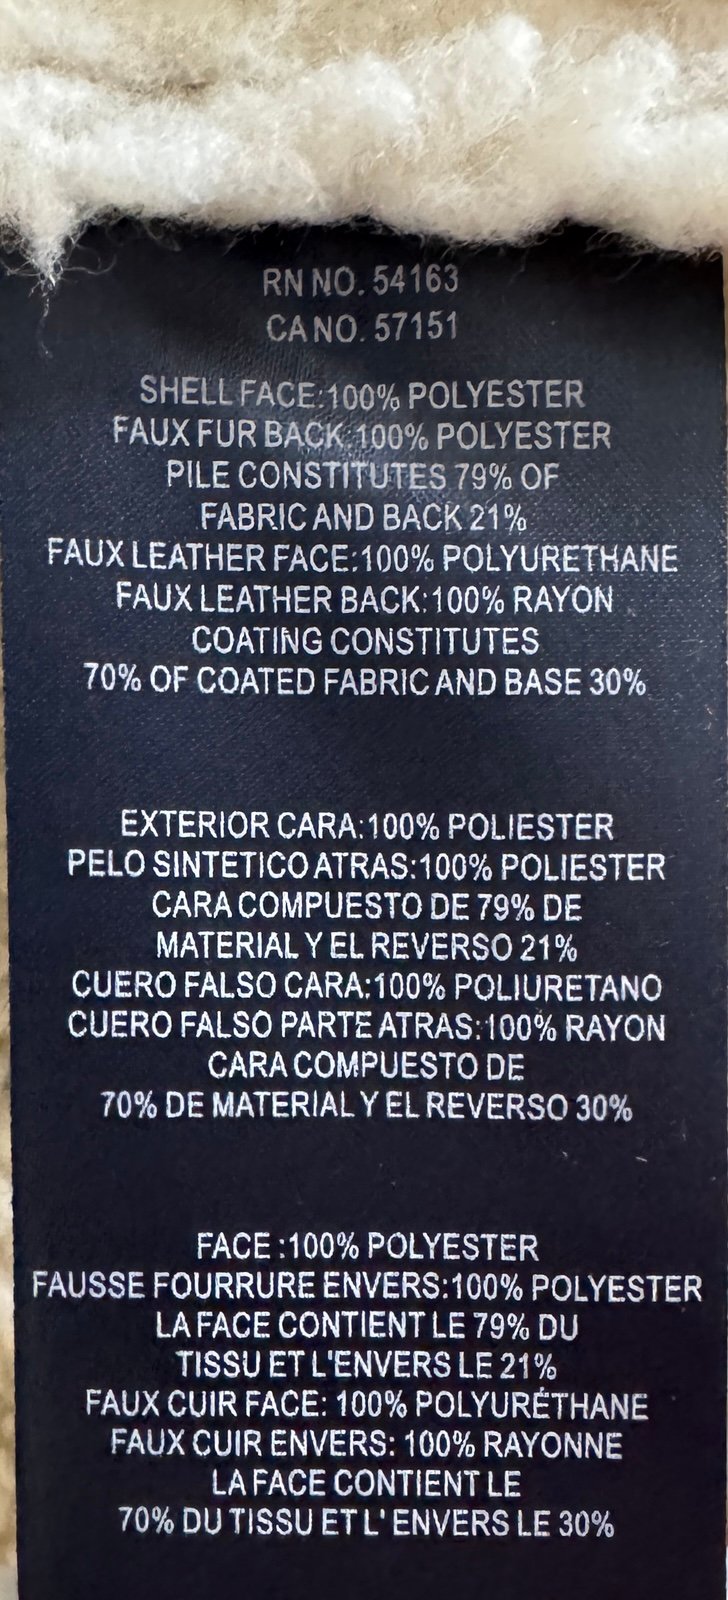 RN NO. 54163
CA NO. 57151
SHELL FACE:100% POLYESTER
FAUX FUR BACK:100% POLYESTER
PILE CONSTITUTES 79% OF
FABRIC AND BACK 21%
FAUX LEATHER FACE:100% POLYURETHANE
FAUX LEATHER BACK:100% RAYON
COATING CONSTITUTES
70% OF COATED FABRIC AND BASE 30%
EXTERIOR CARA:100% POLIESTER
PELO SINTETICO ATRAS:100% POLIESTER
CARA COMPUESTO DE 79% DE
MATERIAL Y EL REVERSO 21%
CUERO FALSO CARA:100% POLIURETANO
CUERO FALSO PARTE ATRAS:100% RAYON
CARA COMPUESTO DE
70% DE MATERIAL Y EL REVERSO 30%
FACE :100% POLYESTER
FAUSSE FOURRURE ENVERS:100% POLYESTER
LA FACE CONTIENT LE 79% DU
TISSU ET L'ENVERS LE 21%
FAUX CUIR FACE: 100% POLYURÉTHANE
FAUX CUIR ENVERS: 100% RAYONNE
LA FACE CONTIENT LE
70% DU TISSU ET L' ENVERS LE 30%